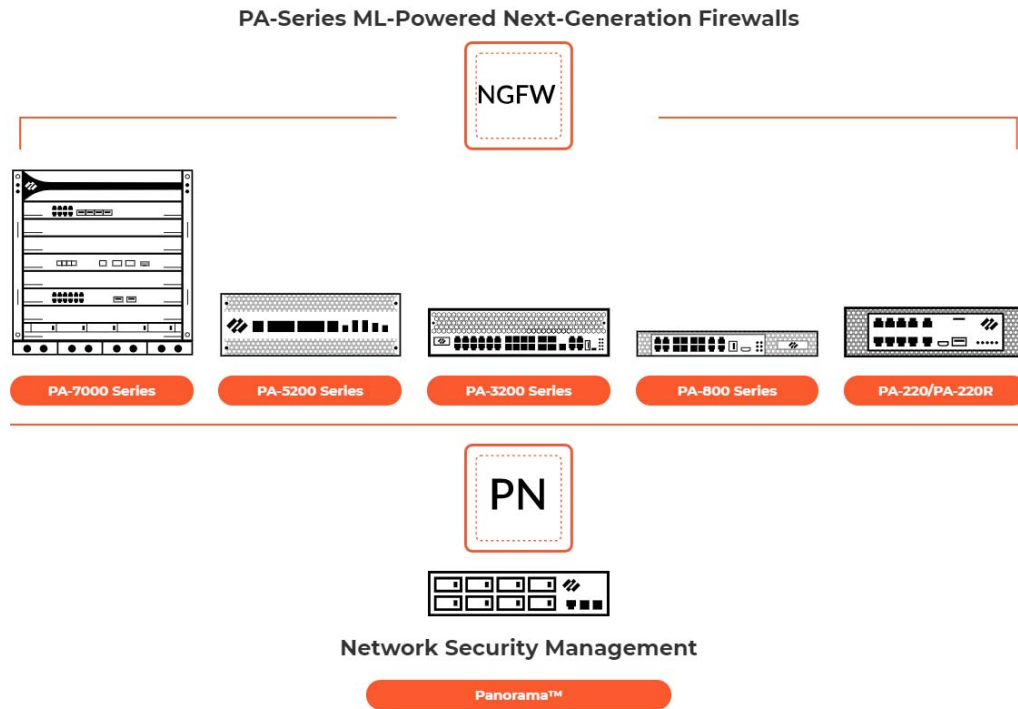 PA-Series ML-Powered Next-Generation Firewalls
NGFW
PA-7000 Series
PA-5200 Series
PA-3200 Series
PA-800 Series
PA-220/PA-220R
PN
Network Security Management
Panorama™